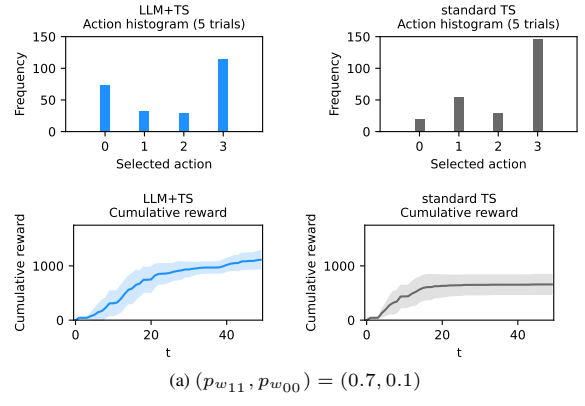 LLM+TS
Action histogram (5 trials)
150
100
50
0
Frequency
0 1 2 3
Selected action
standard TS
Action histogram (5 trials)
150
100
50
0
Frequency
0 1 2 3
Selected action
LLM+TS
Cumulative reward
1000
0
Cumulative reward
0 20 40
t
standard TS
Cumulative reward
1000
0
Cumulative reward
0 20 40
t
(a) (p_{w_{11}}, p_{w_{00}}) = (0.7, 0.1)